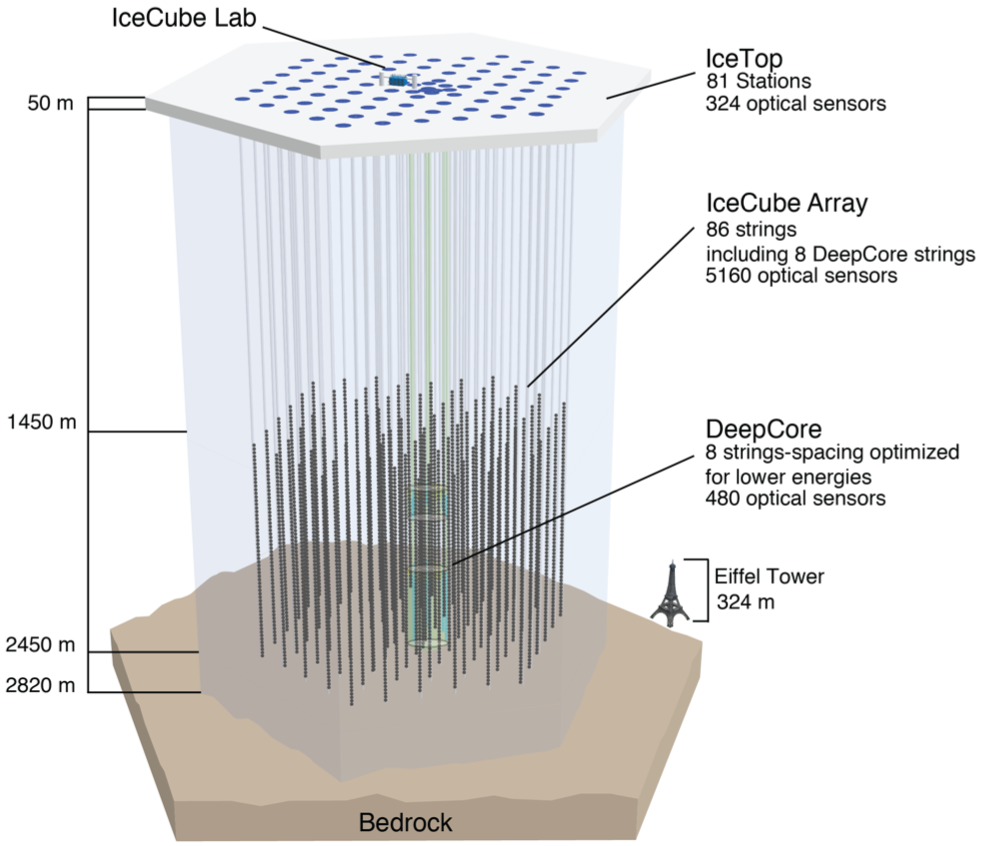 IceCube Lab
IceTop
81 Stations
324 optical sensors
50 m
IceCube Array
86 strings
including 8 DeepCore strings
5160 optical sensors
1450 m
DeepCore
8 strings-spacing optimized
for lower energies
480 optical sensors
Eiffel Tower
324 m
2450 m
2820 m
Bedrock